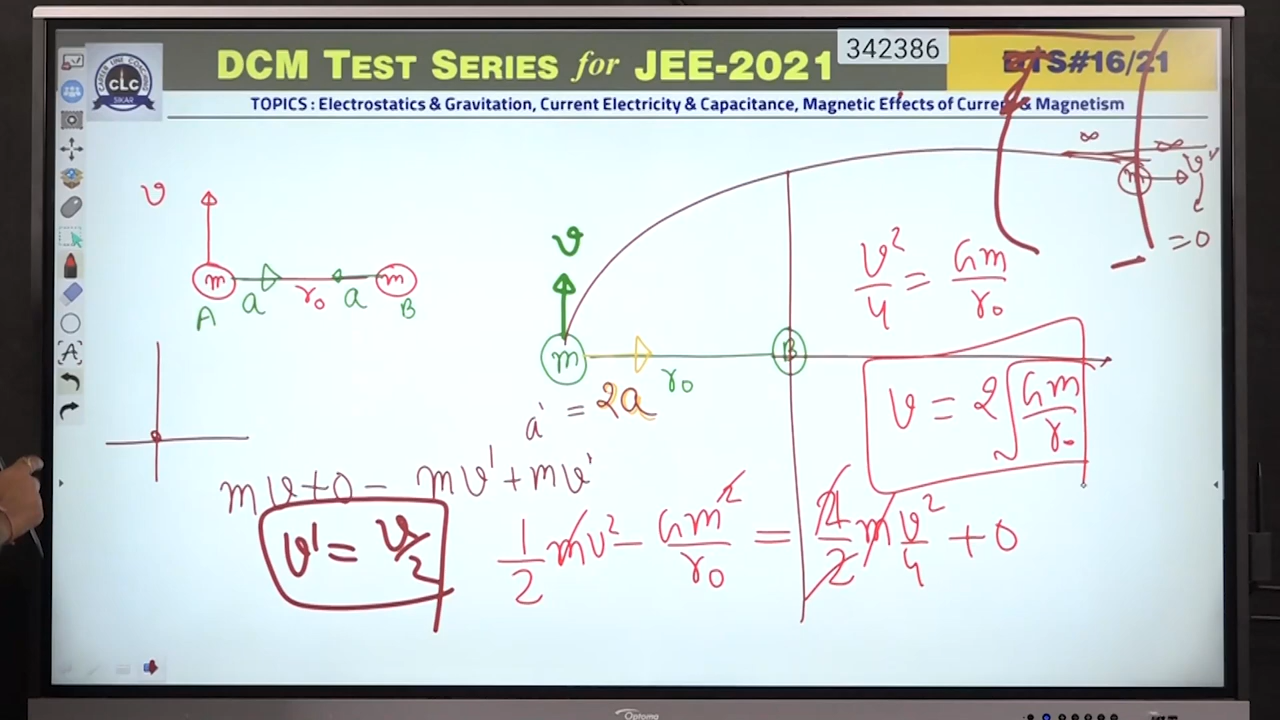 DCM TEST SERIES for JEE-2021
342386
BTS#16/21
CLC
SIKAR
TOPICS : Electrostatics & Gravitation, Current Electricity & Capacitance, Magnetic Effects of Current & Magnetism
∞ ∞
m v'
= 0
v
m m
A a r₀ a B
v
m B
r₀
a' = 2a
v²/4 = Gm/r₀
v = 2√(Gm/r₀)
mv+0 = mv'+mv'
v' = v/2
1/2 mv² - Gm²/r₀ = 2/2 m v²/4 + 0
[A]
Optoma